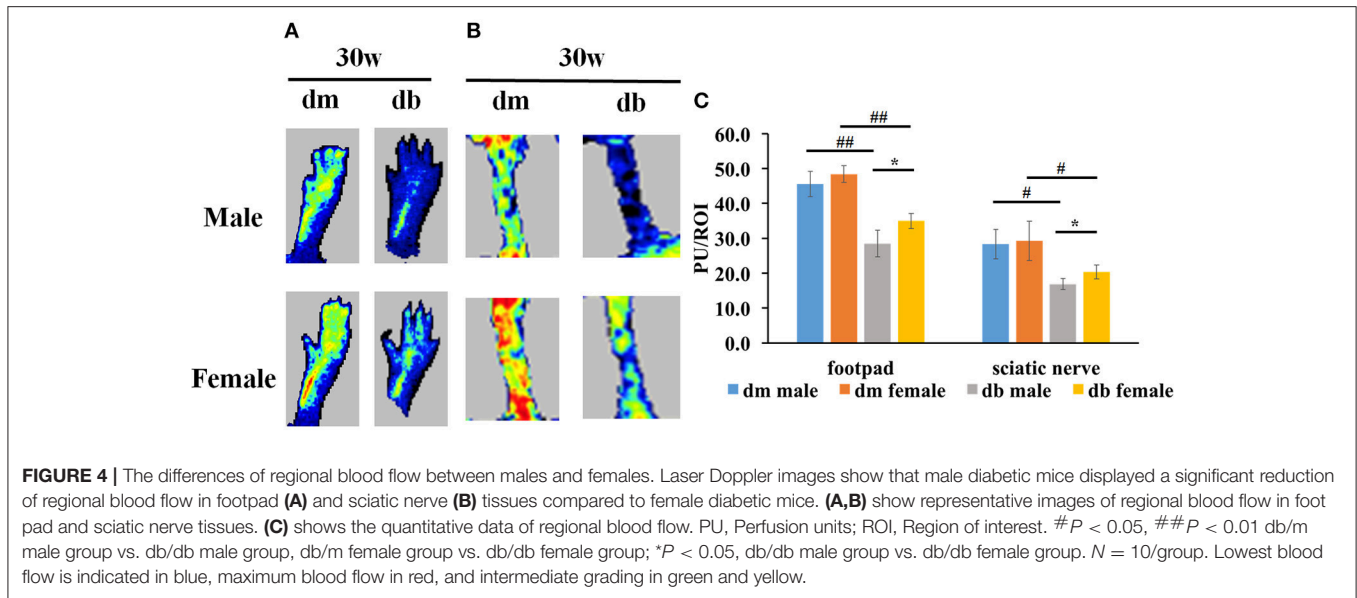 A
B
30w
30w
dm
db
dm
db
Male
Female
C
PU/ROI
60.0
50.0
40.0
30.0
20.0
10.0
0.0
##
##
*
#
#
*
footpad
sciatic nerve
dm male
dm female
db male
db female
FIGURE 4 | The differences of regional blood flow between males and females. Laser Doppler images show that male diabetic mice displayed a significant reduction
of regional blood flow in footpad (A) and sciatic nerve (B) tissues compared to female diabetic mice. (A,B) show representative images of regional blood flow in foot
pad and sciatic nerve tissues. (C) shows the quantitative data of regional blood flow. PU, Perfusion units; ROI, Region of interest. #P < 0.05, ##P < 0.01 db/m
male group vs. db/db male group, db/m female group vs. db/db female group; *P < 0.05, db/db male group vs. db/db female group. N = 10/group. Lowest blood
flow is indicated in blue, maximum blood flow in red, and intermediate grading in green and yellow.